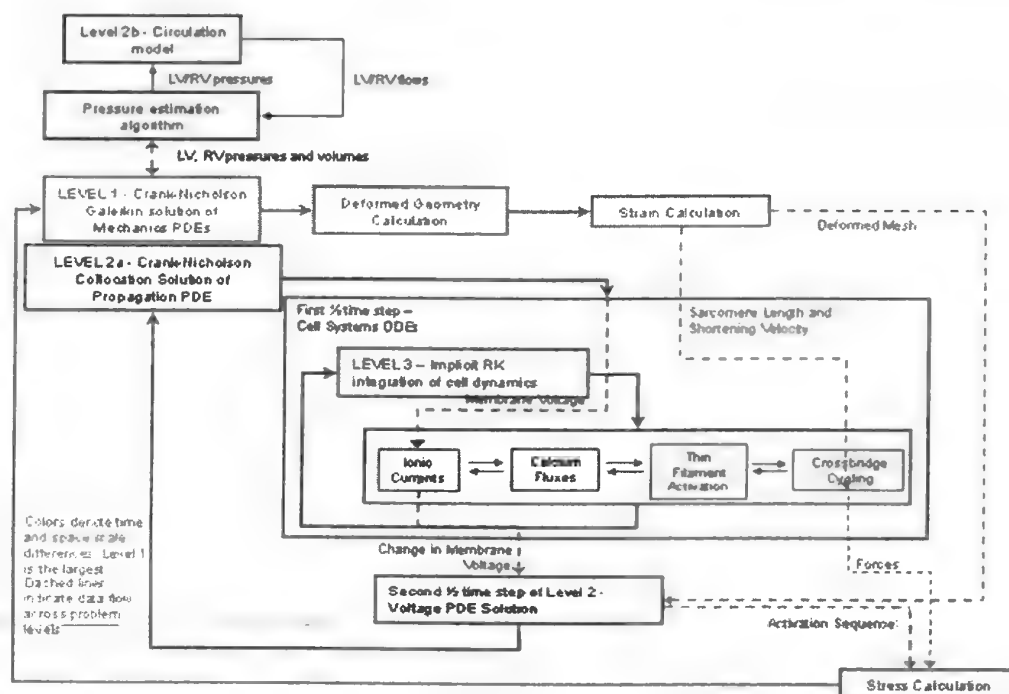 Level 2b - Circulation
model
LV/RV pressures
LV/RV flows
Pressure estimation
algorithm
LV, RV pressures and volumes
LEVEL 1 - Crank-Nicholson
Galerkin solution of
Mechanics PDEs
Deformed Geometry
Calculation
Strain Calculation
Deformed Mesh
LEVEL 2a - Crank-Nicholson
Collocation Solution of
Propagation PDE
First ½ time step –
Cell Systems ODEs
Sarcomere Length and
Shortening Velocity
LEVEL 3 – Implicit RK
integration of cell dynamics
Membrane Voltage
Ionic
Currents
Calcium
Fluxes
Thin
Filament
Activation
Crossbridge
Cycling
Colors denote time
and space scale
differences. Level 1
is the largest
Dashed lines
indicate data flow
across problem
levels
Change in Membrane
Voltage
Forces
Second ½ time step of Level 2 -
Voltage PDE Solution
Activation Sequence
Stress Calculation